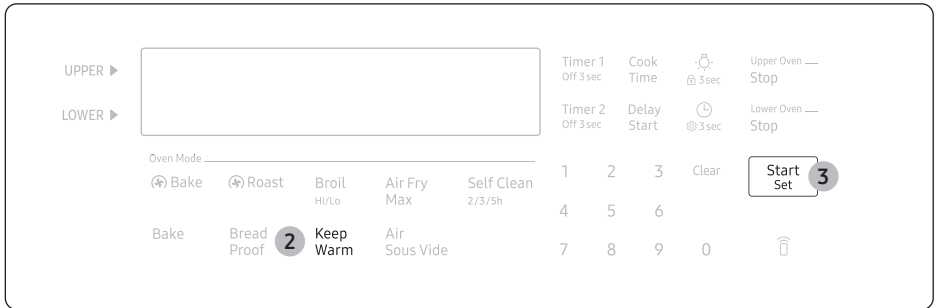 UPPER ▶
LOWER ▶
Timer 1
Off 3 sec
Cook
Time
3 sec
Upper Oven
Stop
Timer 2
Off 3 sec
Delay
Start
3 sec
Lower Oven
Stop
Oven Mode
Bake
Roast
Broil
Hi/Lo
Air Fry
Max
Self Clean
2/3/5h
1 2 3 Clear
Start
Set
3
4 5 6
Bake
Bread
Proof
2
Keep
Warm
Air
Sous Vide
7 8 9 0